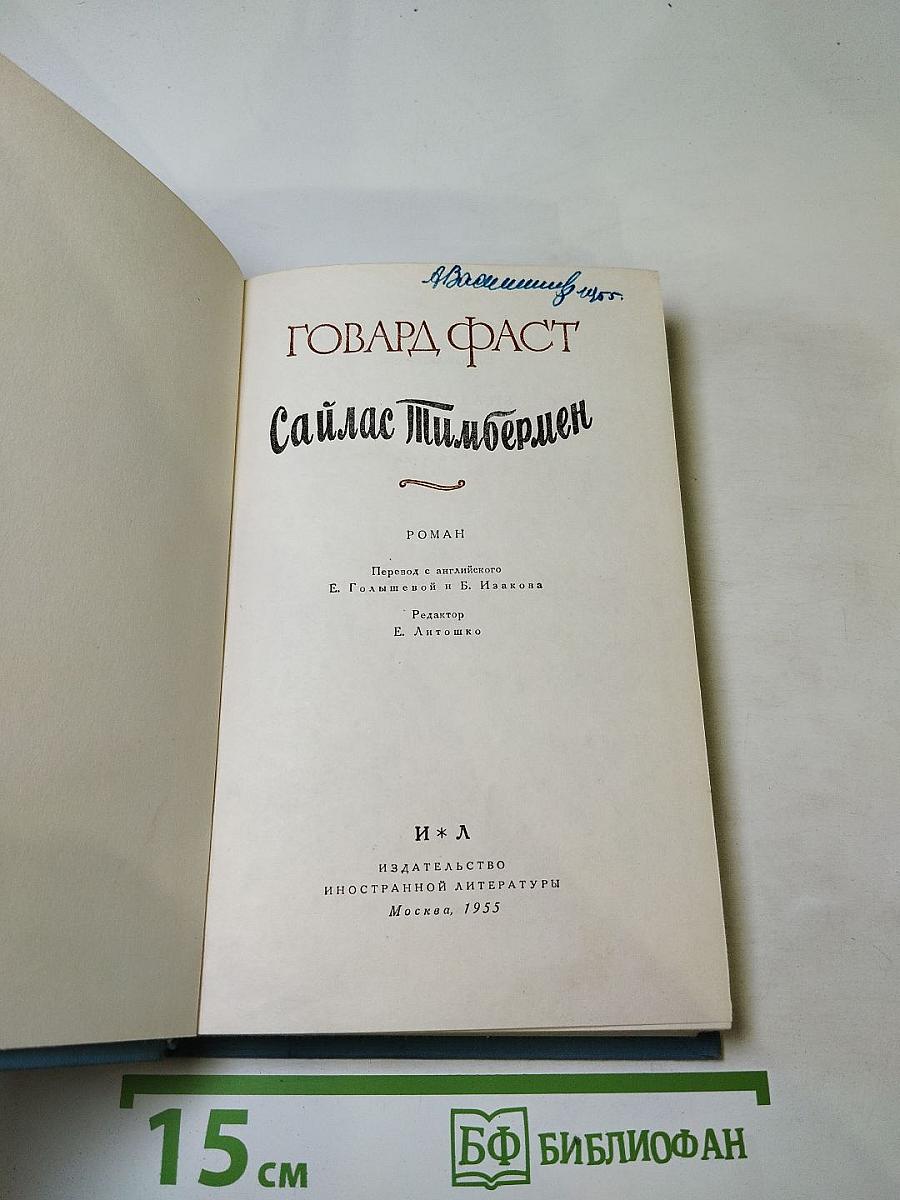 1955.
ГОВАРД ФАСТ
Сайлас Тимбермен
РОМАН
Перевод с английского
Е. Голышевой и Б. Изакова
Редактор
Е. Литошко
И * Л
ИЗДАТЕЛЬСТВО
ИНОСТРАННОЙ ЛИТЕРАТУРЫ
Москва, 1955
15 см
БФ БИБЛИОФАН